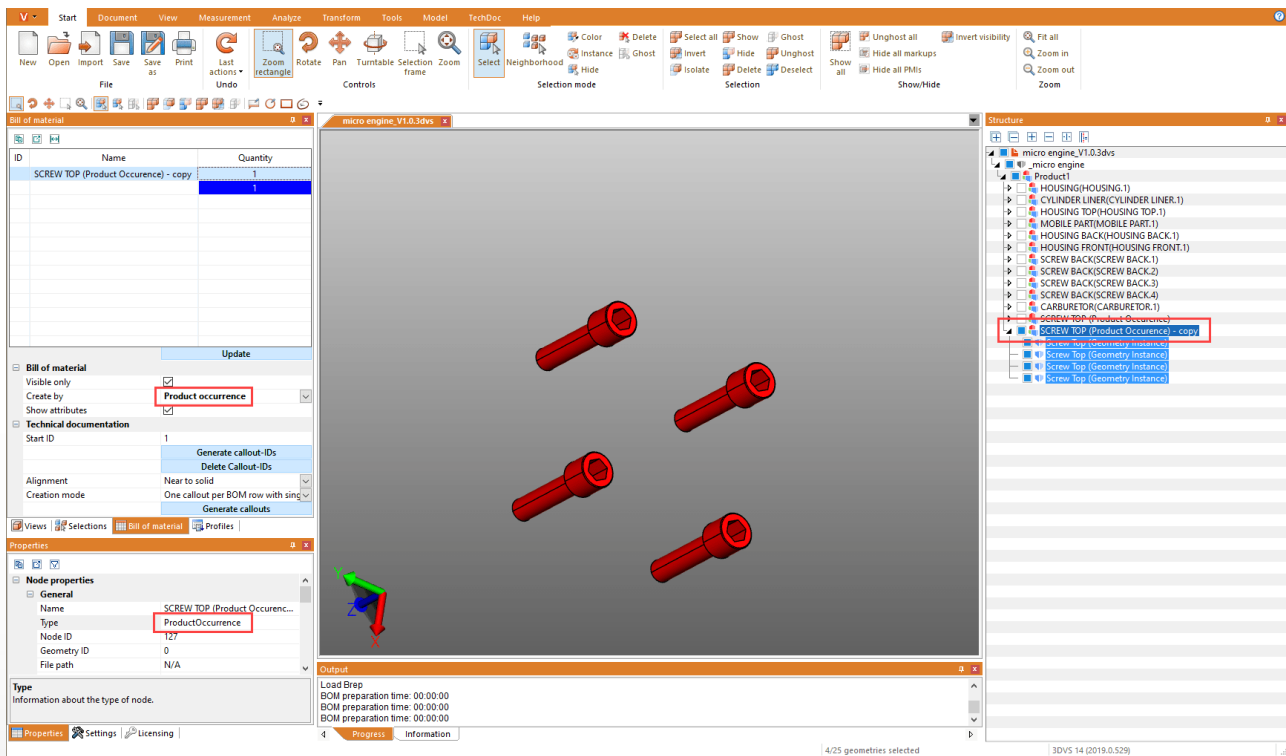 V Start Document View Measurement Analyze Transform Tools Model TechDoc Help
New Open Import Save Save as Print Last actions Zoom rectangle Rotate Pan Turntable Selection frame Zoom Select Neighborhood Color Delete Instance Ghost Hide Select all Show Ghost Invert Hide Unghost Isolate Delete Deselect Show all Unghost all Invert visibility Hide all markups Hide all PMIs Fit all Zoom in Zoom out
File Undo Controls Selection mode Selection Show/Hide Zoom
Bill of material
ID Name Quantity
SCREW TOP (Product Occurence) - copy 1
1
Update
Bill of material
Visible only
Create by Product occurrence
Show attributes
Technical documentation
Start ID 1
Generate callout-IDs
Delete Callout-IDs
Alignment Near to solid
Creation mode One callout per BOM row with sing
Generate callouts
Views Selections Bill of material Profiles
Properties
Node properties
General
Name SCREW TOP (Product Occurenc...
Type ProductOccurrence
Node ID 127
Geometry ID 0
File path N/A
Type
Information about the type of node.
Properties Settings Licensing
micro engine_V1.0.3dvs
Y
Z
X
Output
Load Brep
BOM preparation time: 00:00:00
BOM preparation time: 00:00:00
BOM preparation time: 00:00:00
Progress Information
Structure
micro engine_V1.0.3dvs
_micro engine
Product1
HOUSING(HOUSING.1)
CYLINDER LINER(CYLINDER LINER.1)
HOUSING TOP(HOUSING TOP.1)
MOBILE PART(MOBILE PART.1)
HOUSING BACK(HOUSING BACK.1)
HOUSING FRONT(HOUSING FRONT.1)
SCREW BACK(SCREW BACK.1)
SCREW BACK(SCREW BACK.2)
SCREW BACK(SCREW BACK.3)
SCREW BACK(SCREW BACK.4)
CARBURETOR(CARBURETOR.1)
SCREW TOP (Product Occurence)
SCREW TOP (Product Occurence) - copy
Screw Top (Geometry Instance)
Screw Top (Geometry Instance)
Screw Top (Geometry Instance)
Screw Top (Geometry Instance)
4/25 geometries selected 3DVS 14 (2019.0.529)